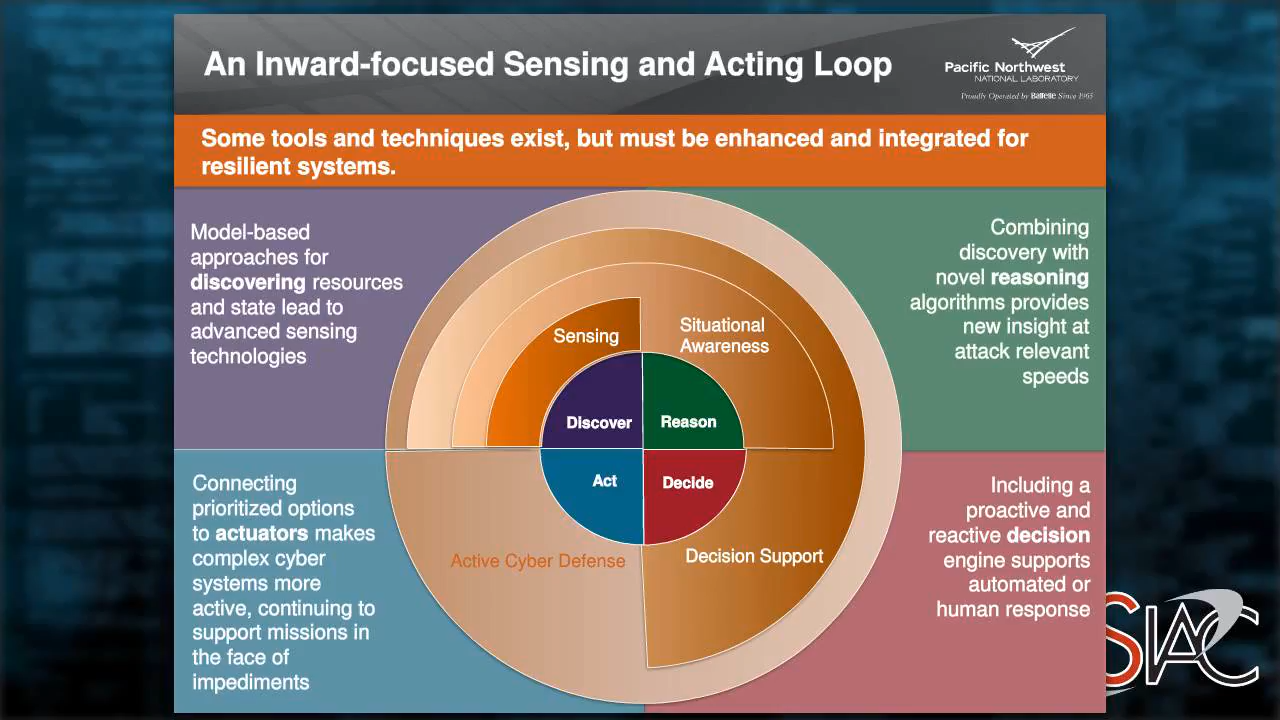 An Inward-focused Sensing and Acting Loop
Pacific Northwest
NATIONAL LABORATORY
Proudly Operated by Battelle Since 1965
Some tools and techniques exist, but must be enhanced and integrated for
resilient systems.
Model-based
approaches for
discovering resources
and state lead to
advanced sensing
technologies
Combining
discovery with
novel reasoning
algorithms provides
new insight at
attack relevant
speeds
Sensing
Situational
Awareness
Discover
Reason
Act
Decide
Active Cyber Defense
Decision Support
Connecting
prioritized options
to actuators makes
complex cyber
systems more
active, continuing to
support missions in
the face of
impediments
Including a
proactive and
reactive decision
engine supports
automated or
human response
SIAC